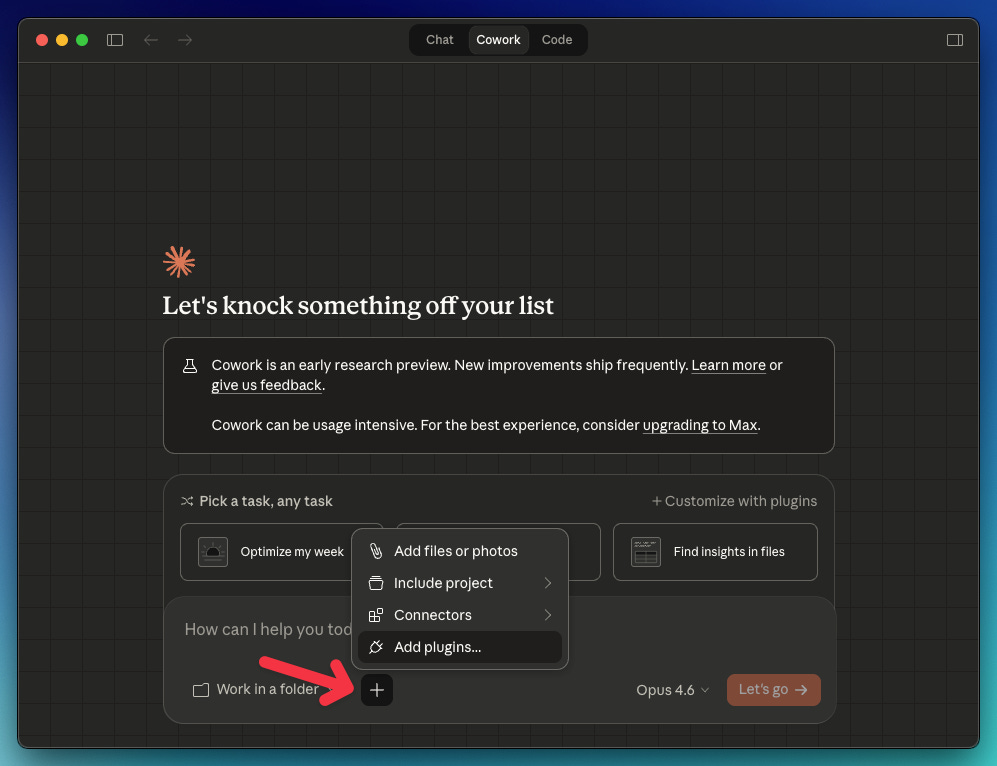 Chat Cowork Code
Let's knock something off your list
Cowork is an early research preview. New improvements ship frequently. Learn more or
give us feedback.
Cowork can be usage intensive. For the best experience, consider upgrading to Max.
Pick a task, any task
+ Customize with plugins
Optimize my week
Find insights in files
Add files or photos
Include project
Connectors
Add plugins...
How can I help you tod
Work in a folder
Opus 4.6
Let's go →